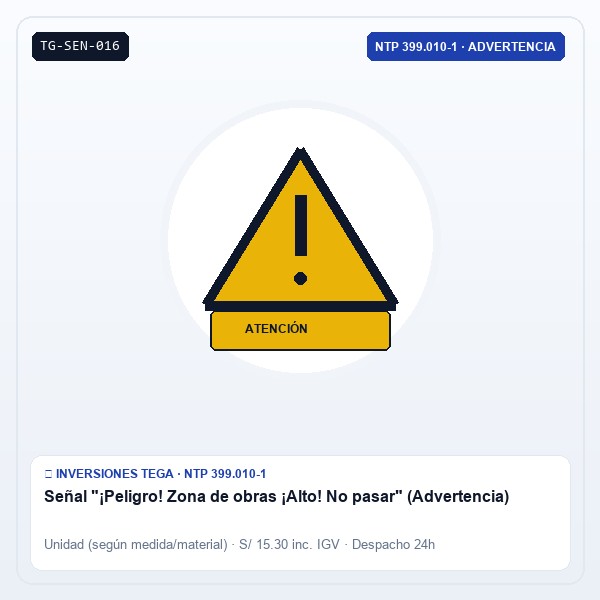 TG-SEN-016
NTP 399.010-1 · ADVERTENCIA
ATENCIÓN
INVERSIONES TEGA · NTP 399.010-1
Señal "¡Peligro! Zona de obras ¡Alto! No pasar" (Advertencia)
Unidad (según medida/material) · S/ 15.30 inc. IGV · Despacho 24h